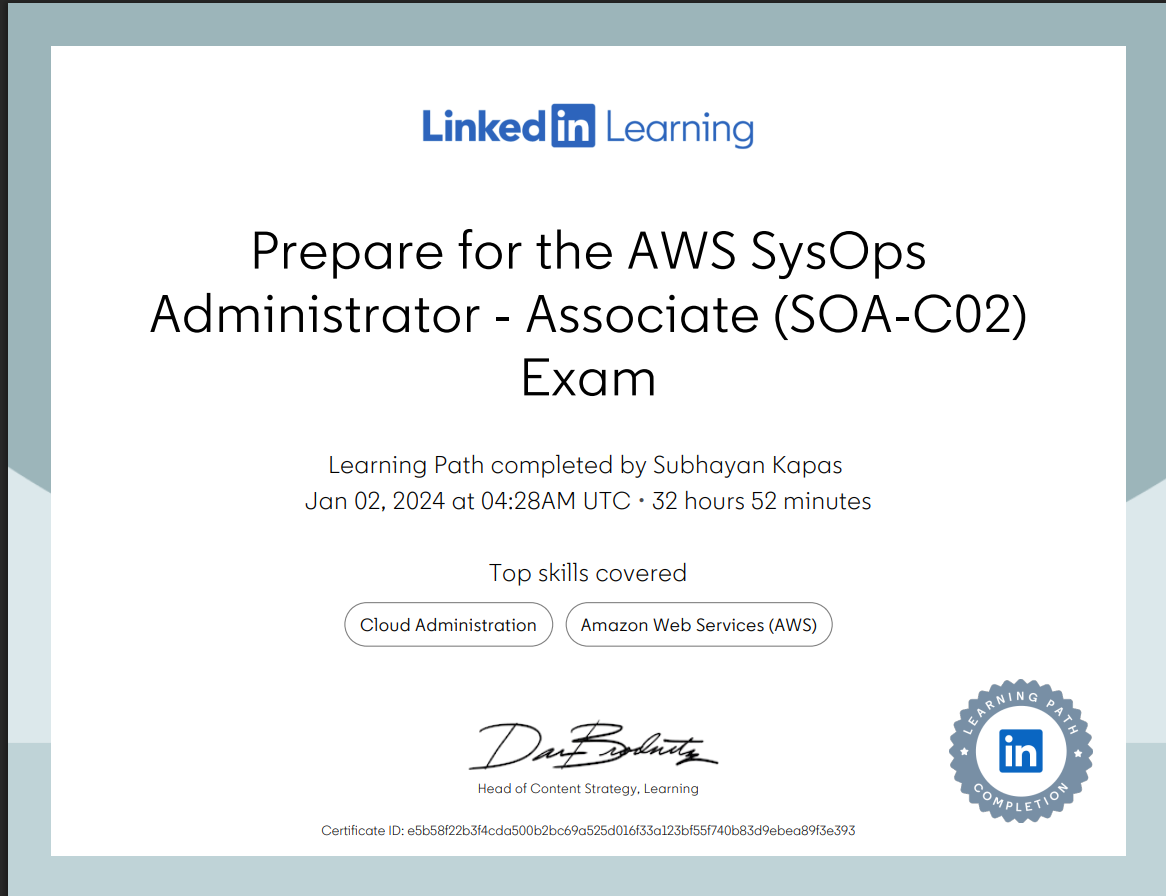 Linked in Learning
Prepare for the AWS SysOps
Administrator - Associate (SOA-C02)
Exam
Learning Path completed by Subhayan Kapas
Jan 02, 2024 at 04:28AM UTC • 32 hours 52 minutes
Top skills covered
Cloud Administration
Amazon Web Services (AWS)
Dan Brodnitz
Head of Content Strategy, Learning
LEARNING PATH
in
COMPLETION
Certificate ID: e5b58f22b3f4cda500b2bc69a525d016f33a123bf55f740b83d9ebea89f3e393